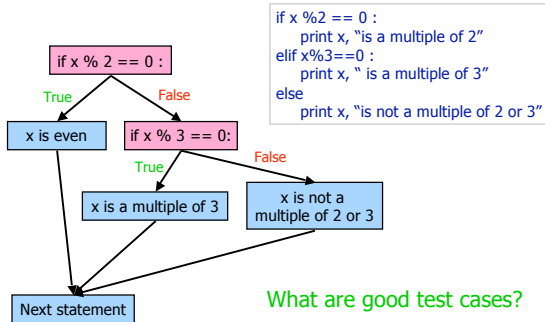 if x %2 == 0 :
print x, “is a multiple of 2”
elif x%3==0 :
print x, “ is a multiple of 3”
else
print x, “is not a multiple of 2 or 3”
if x % 2 == 0 :
True
False
x is even
if x % 3 == 0:
True
False
x is a multiple of 3
x is not a
multiple of 2 or 3
Next statement
What are good test cases?